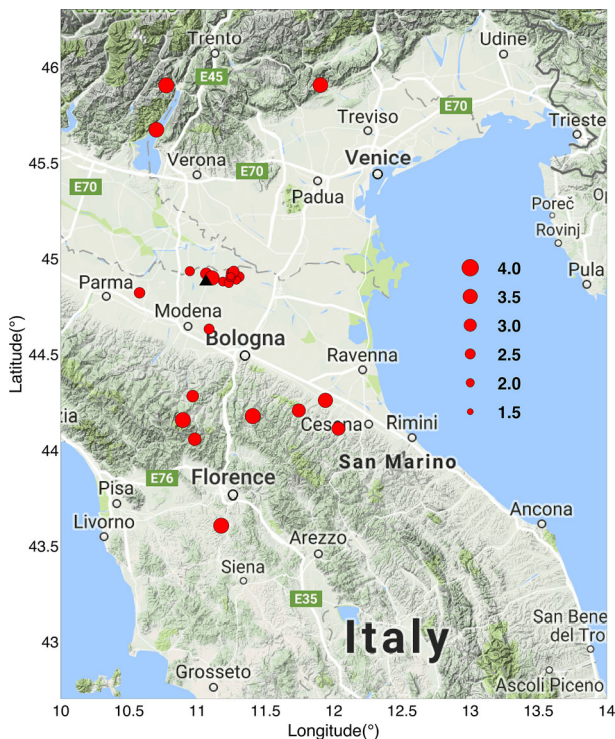 Trento
Udine
46
E45
E70
Treviso
Trieste
Verona
Venice
45.5
E70
E70
Padua
Poreč
Rovinj
45
Pula
4.0
Parma
3.5
Modena
3.0
Bologna
44.5
2.5
Ravenna
2.0
1.5
Cesena
Rimini
44
San Marino
E76
Florence
Pisa
Ancona
Livorno
43.5
Arezzo
Siena
E35
San Bene
del Tro
43
Italy
Grosseto
Ascoli Piceno
10
10.5
11
11.5
12
12.5
13
13.5
14
Longitude(°)
Latitude(°)